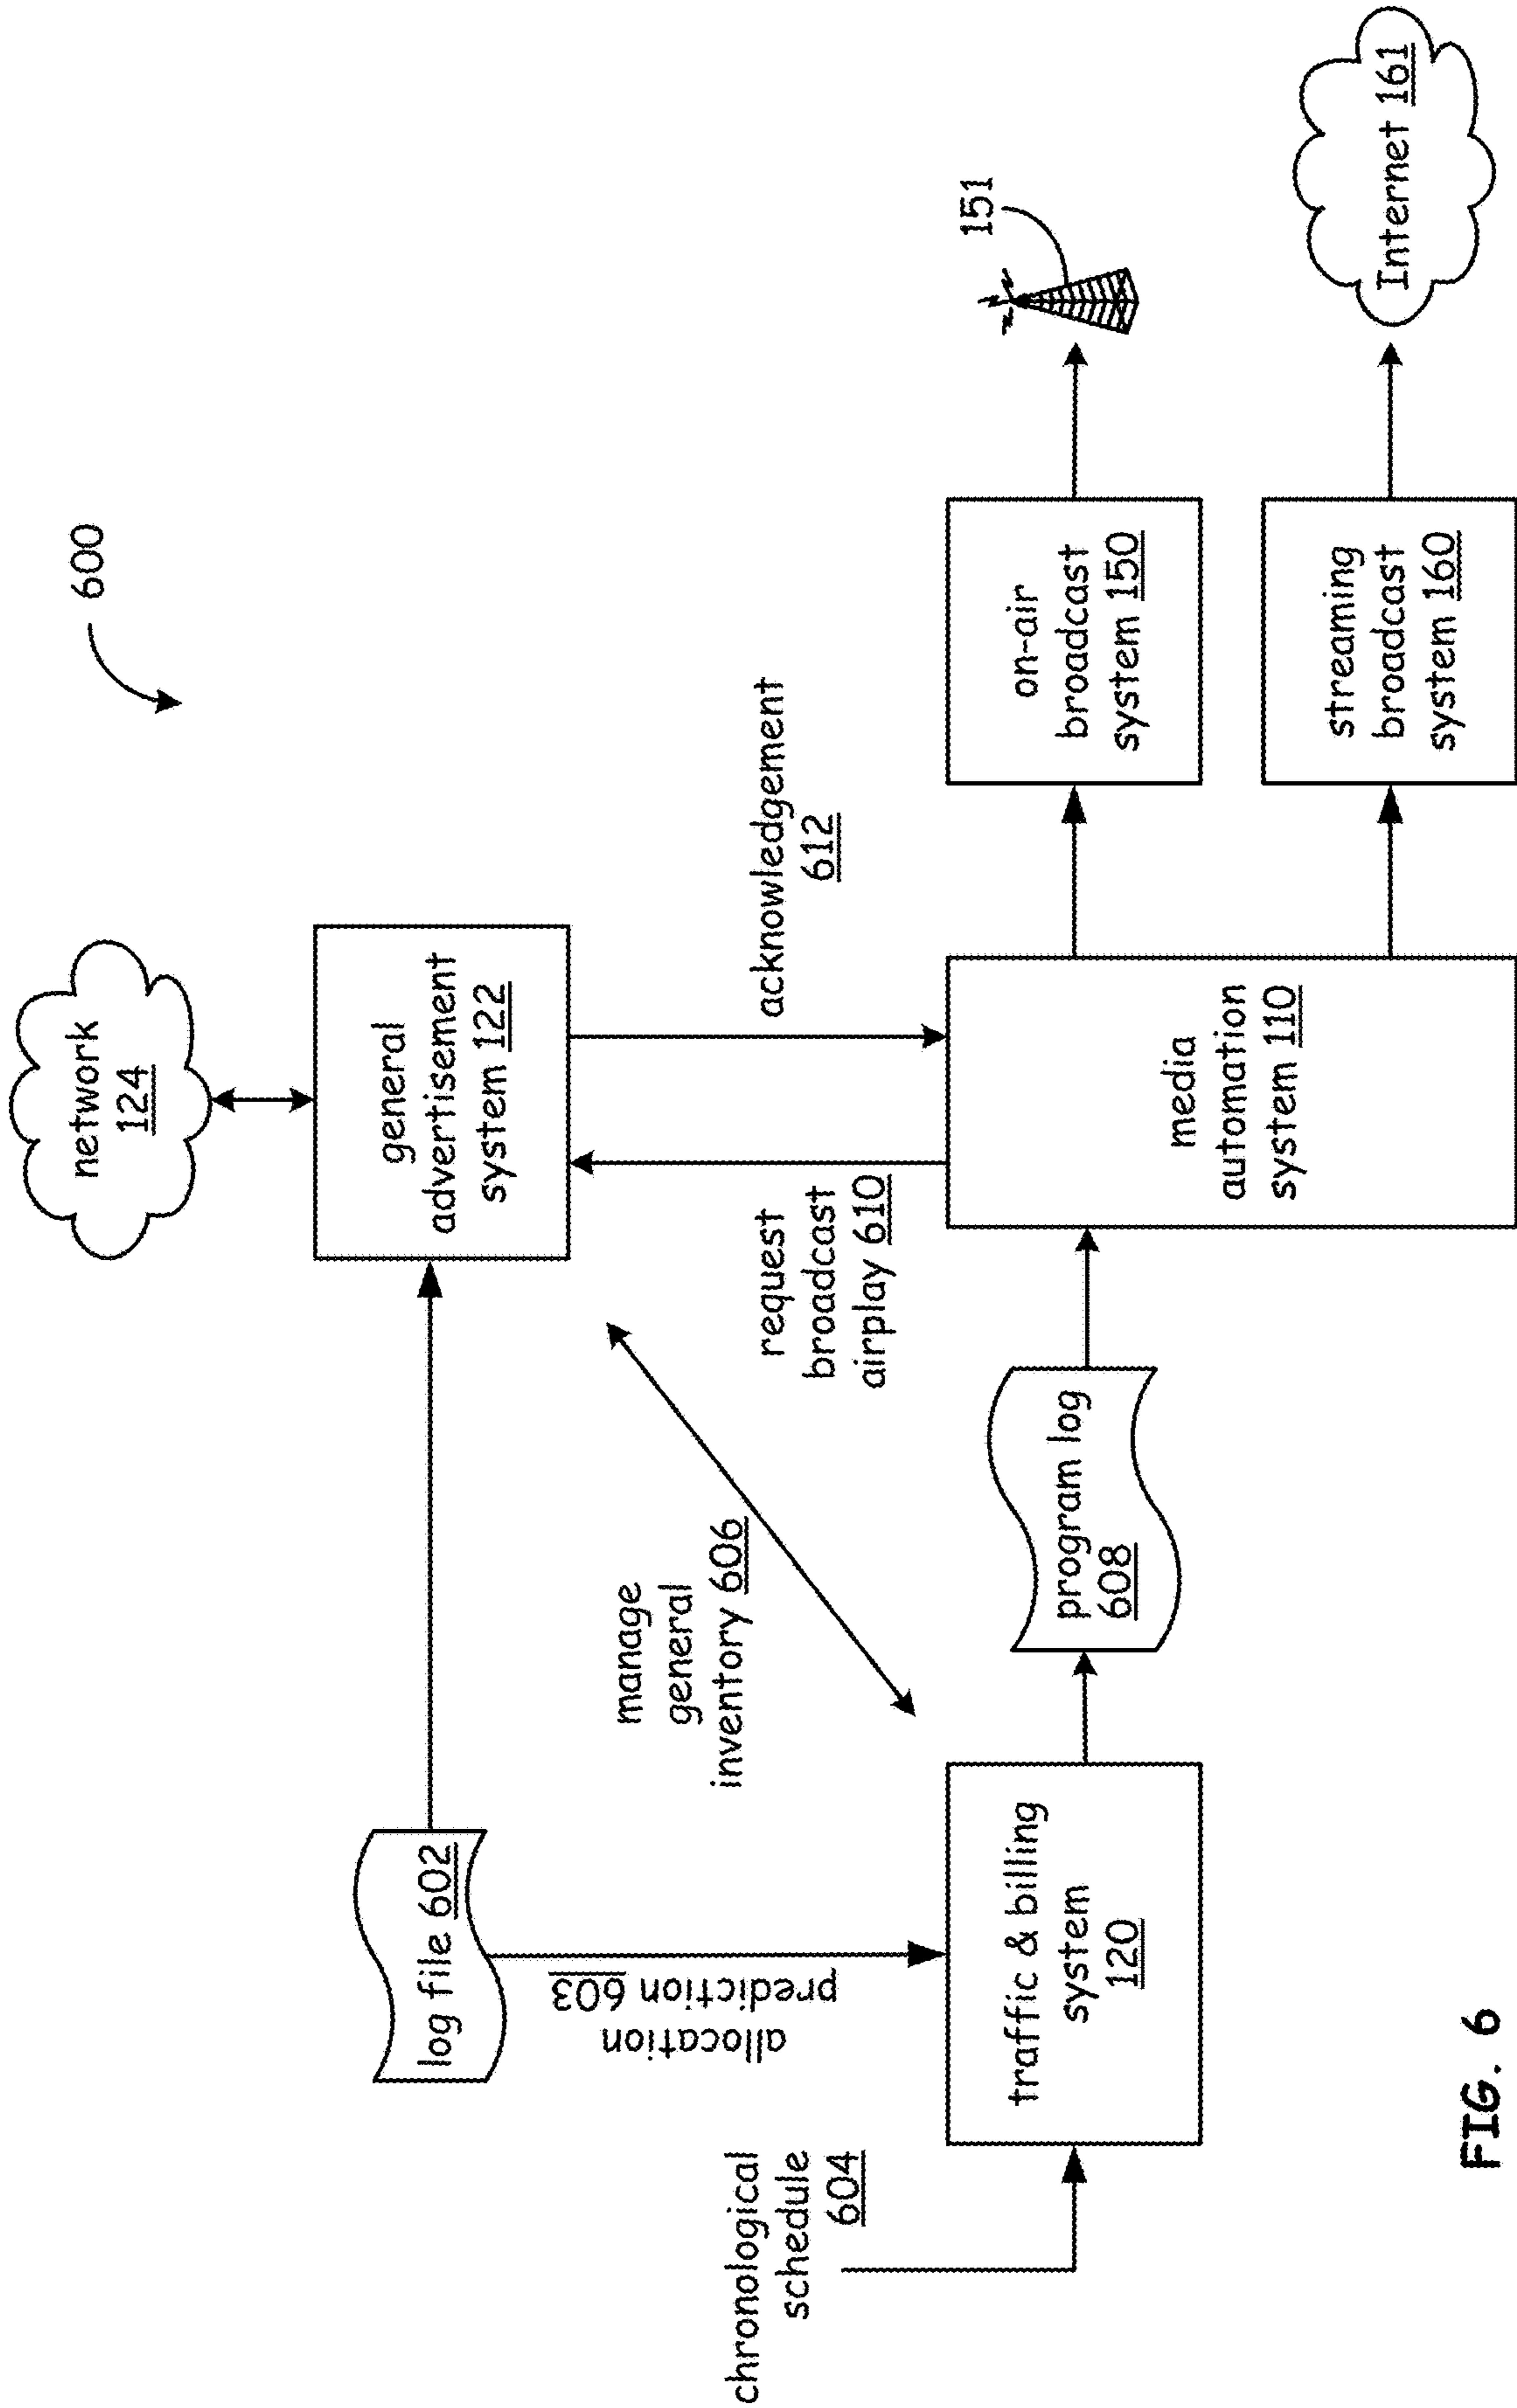 600
network
124
general
advertisement
system 122
log file 602
allocation
prediction 603
manage
general
inventory 606
request
broadcast
airplay 610
acknowledgement
612
chronological
schedule
604
traffic & billing
system
120
program log
608
media
automation
system 110
on-air
broadcast
system 150
151
streaming
broadcast
system 160
Internet 161
FIG. 6